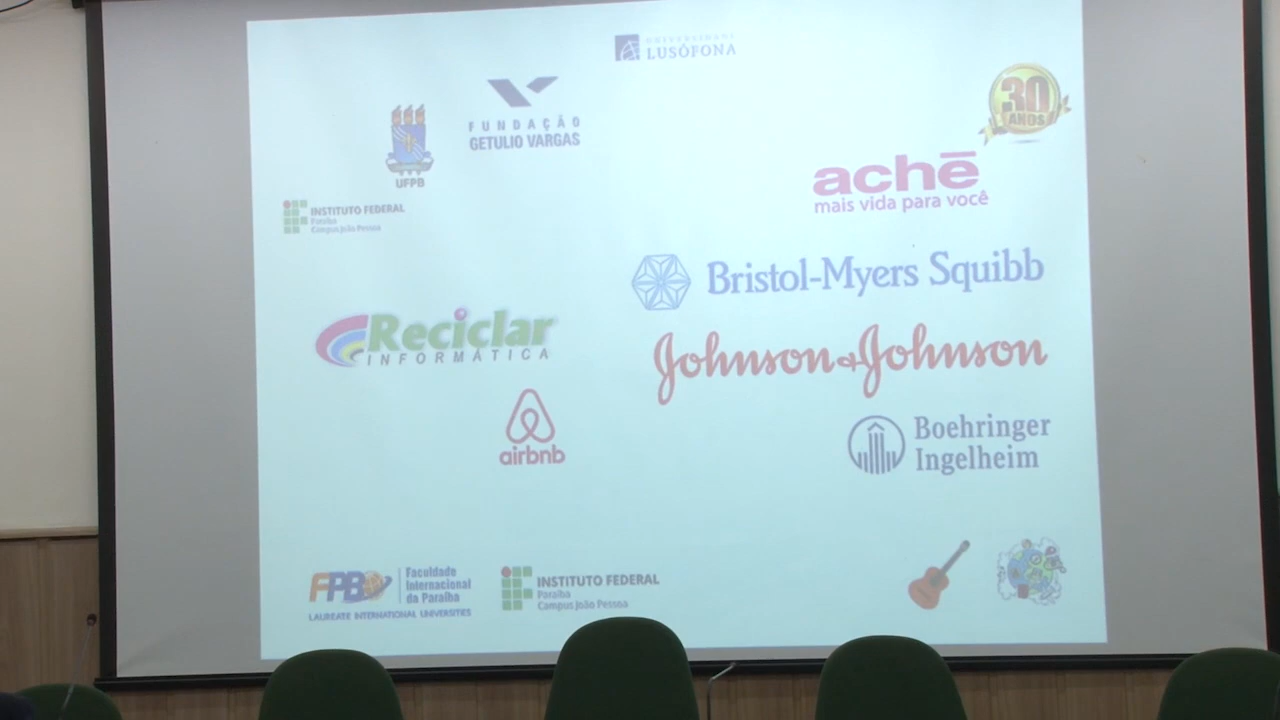 UNIVERSIDADE
LUSÓFONA
FUNDAÇÃO
GETULIO VARGAS
30
ANOS
UFPB
achē
mais vida para você
INSTITUTO FEDERAL
Paraíba
Campus João Pessoa
Bristol-Myers Squibb
Reciclar
INFORMÁTICA
Johnson & Johnson
airbnb
Boehringer
Ingelheim
FPB
Faculdade
Internacional
da Paraíba
LAUREATE INTERNATIONAL UNIVERSITIES
INSTITUTO FEDERAL
Paraíba
Campus João Pessoa